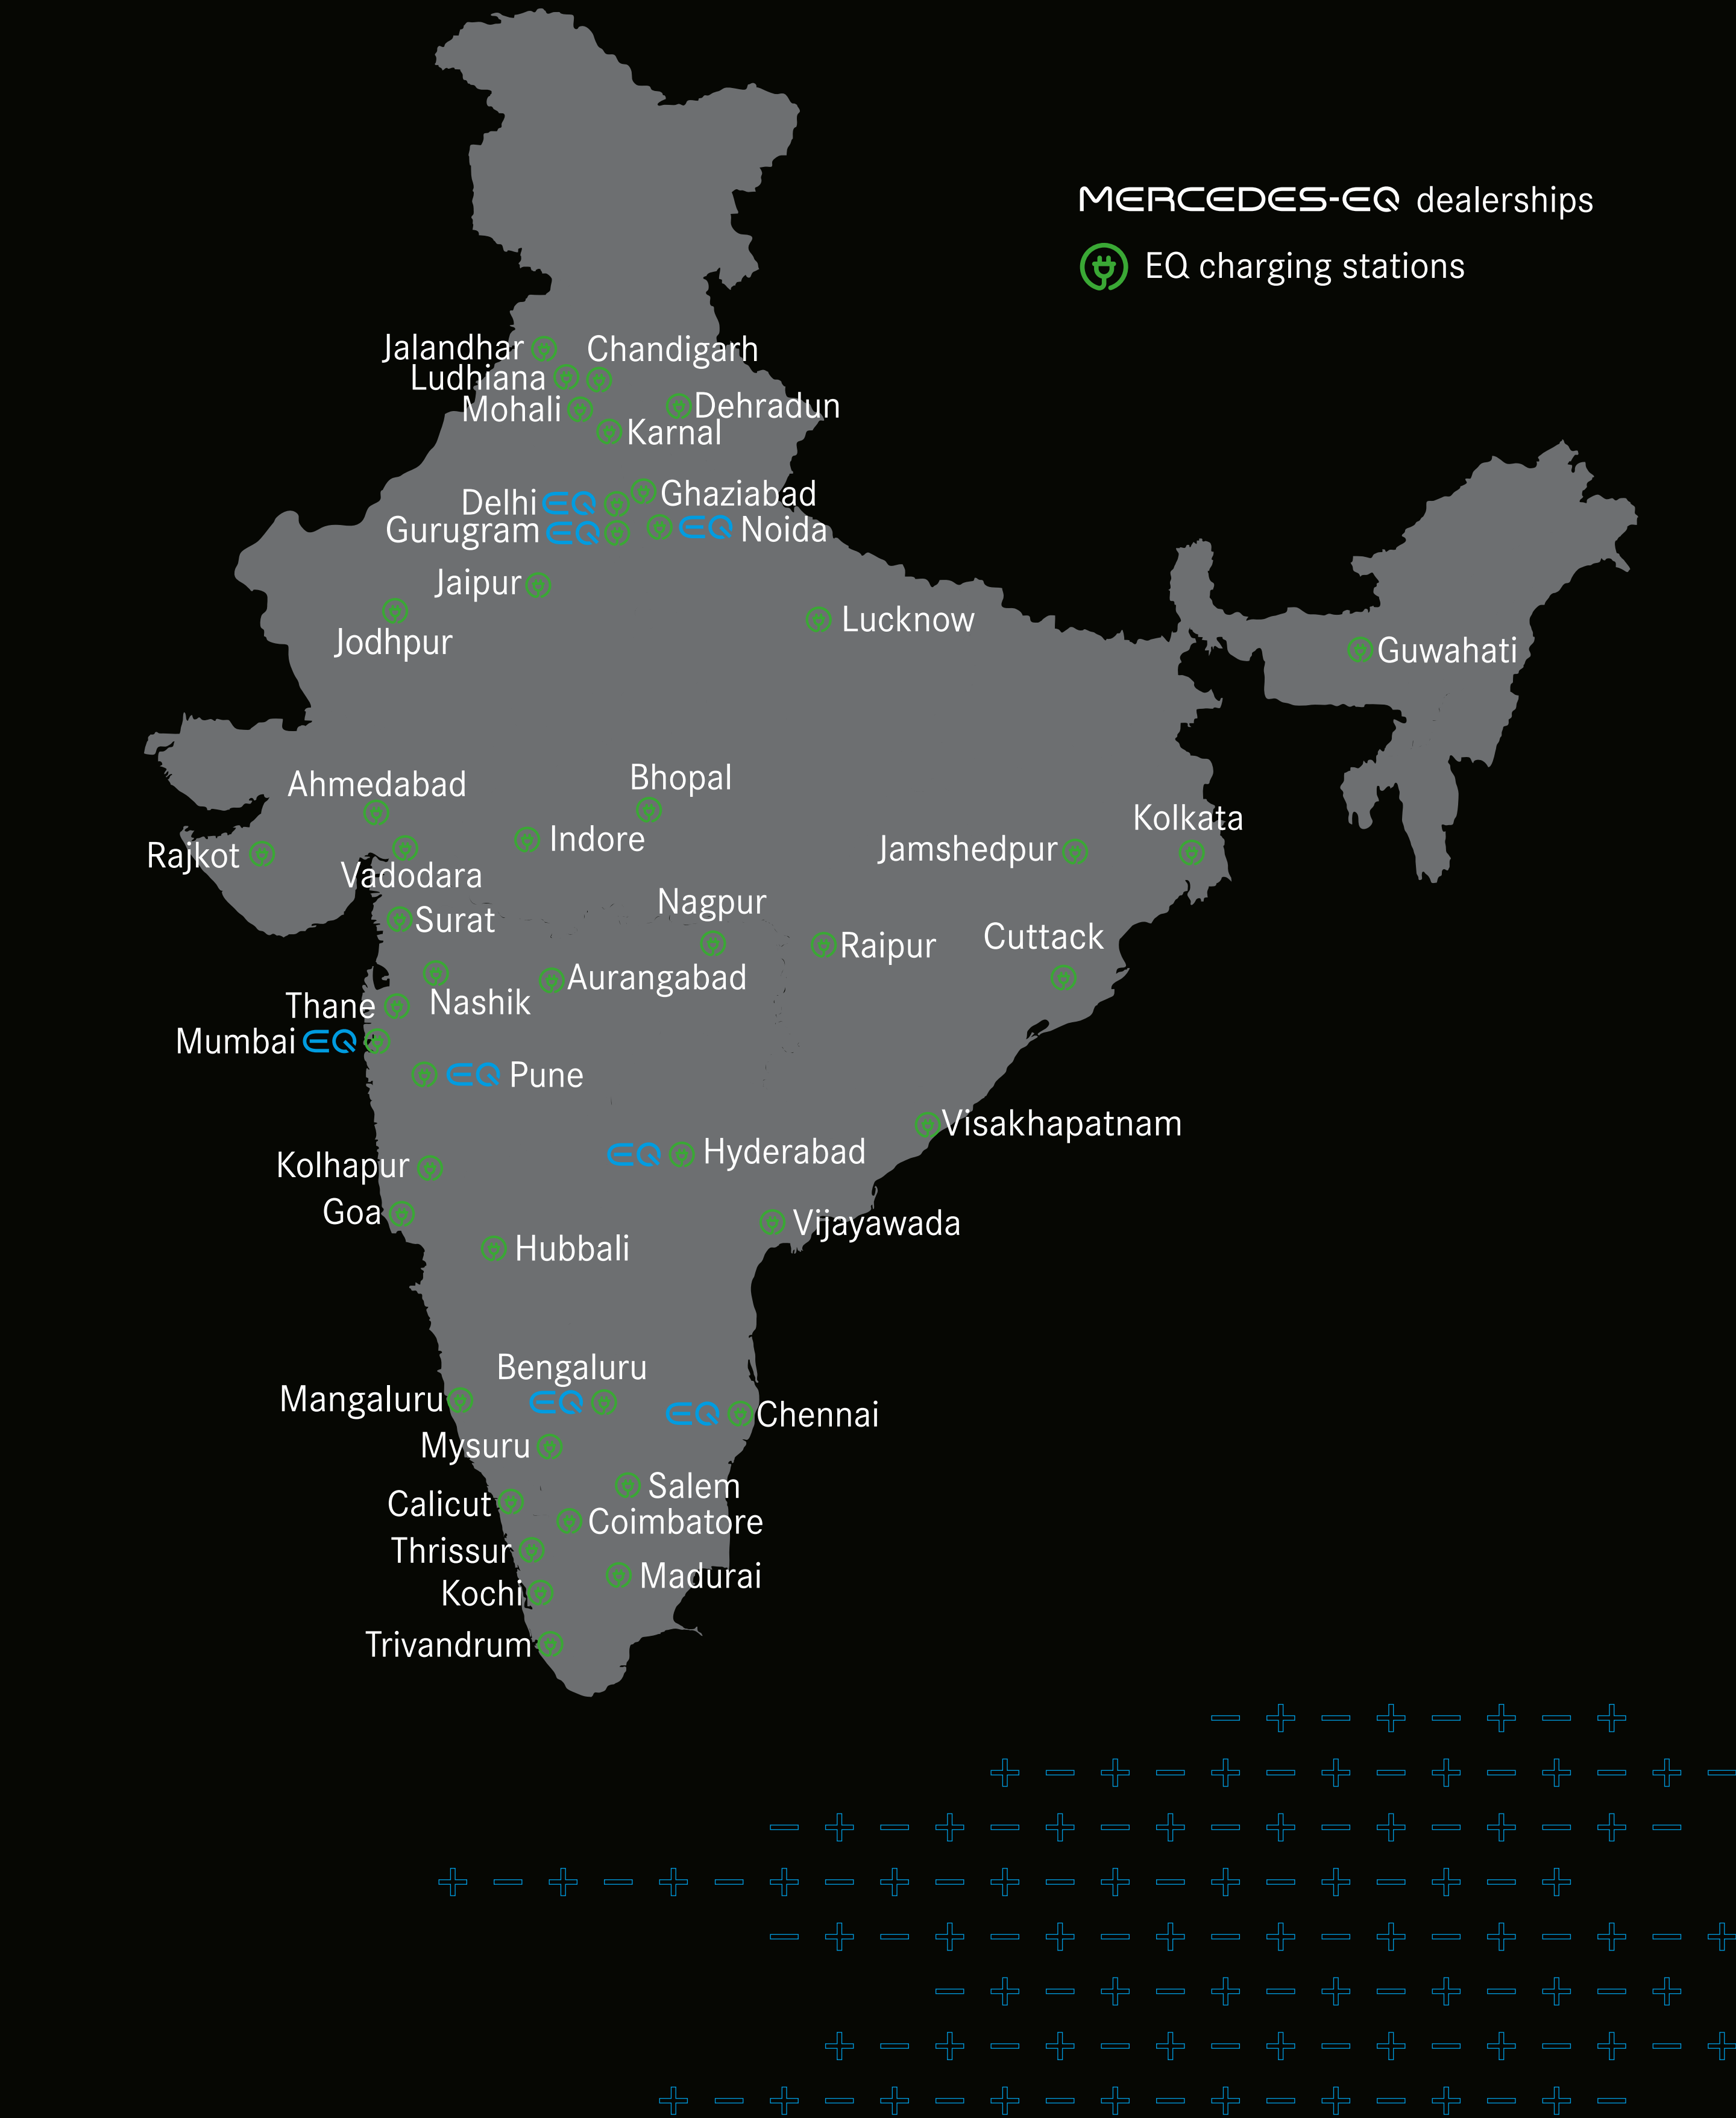 MERCEDES-EQ dealerships
EQ charging stations
Jalandhar
Chandigarh
Ludhiana
Mohali
Dehradun
Karnal
Delhi EQ
Ghaziabad
Gurugram EQ
EQ Noida
Jaipur
Jodhpur
Lucknow
Guwahati
Ahmedabad
Bhopal
Rajkot
Indore
Vadodara
Jamshedpur
Kolkata
Surat
Nagpur
Raipur
Cuttack
Nashik
Aurangabad
Thane
Mumbai EQ
EQ Pune
Visakhapatnam
EQ Hyderabad
Kolhapur
Goa
Vijayawada
Hubbali
Bengaluru
EQ
Mangaluru
EQ Chennai
Mysuru
Salem
Calicut
Coimbatore
Thrissur
Madurai
Kochi
Trivandrum